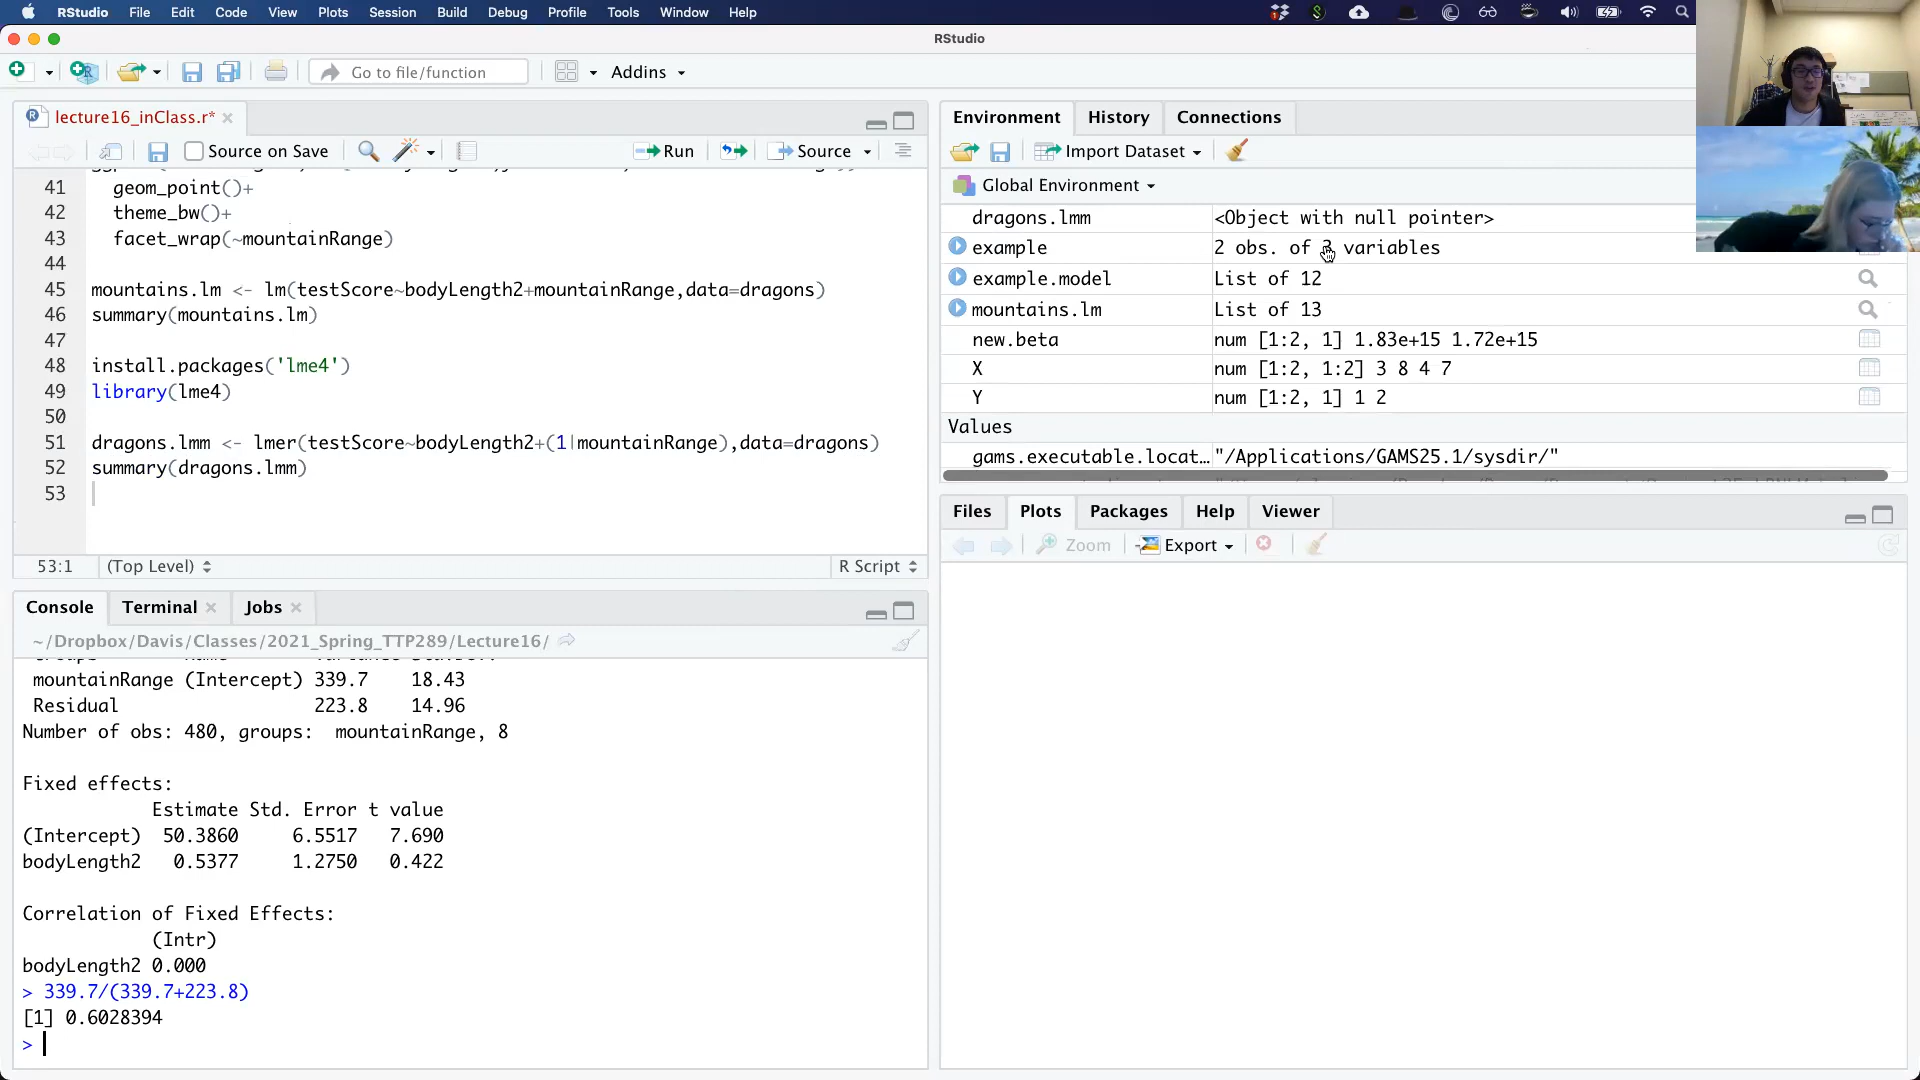 RStudio File Edit Code View Plots Session Build Debug Profile Tools Window Help
RStudio
Go to file/function Addins
lecture16_inClass.r*
Source on Save Run Source
41 geom_point()+
42 theme_bw()+
43 facet_wrap(~mountainRange)
44
45 mountains.lm <- lm(testScore~bodyLength2+mountainRange,data=dragons)
46 summary(mountains.lm)
47
48 install.packages('lme4')
49 library(lme4)
50
51 dragons.lmm <- lmer(testScore~bodyLength2+(1|mountainRange),data=dragons)
52 summary(dragons.lmm)
53
53:1 (Top Level) R Script
Console Terminal Jobs
~/Dropbox/Davis/Classes/2021_Spring_TTP289/Lecture16/
mountainRange (Intercept) 339.7 18.43
Residual 223.8 14.96
Number of obs: 480, groups: mountainRange, 8
Fixed effects:
Estimate Std. Error t value
(Intercept) 50.3860 6.5517 7.690
bodyLength2 0.5377 1.2750 0.422
Correlation of Fixed Effects:
(Intr)
bodyLength2 0.000
> 339.7/(339.7+223.8)
[1] 0.6028394
>
Environment History Connections
Import Dataset
Global Environment
dragons.lmm <Object with null pointer>
example 2 obs. of 3 variables
example.model List of 12
mountains.lm List of 13
new.beta num [1:2, 1] 1.83e+15 1.72e+15
X num [1:2, 1:2] 3 8 4 7
Y num [1:2, 1] 1 2
Values
gams.executable.locat… "/Applications/GAMS25.1/sysdir/"
Files Plots Packages Help Viewer
Zoom Export